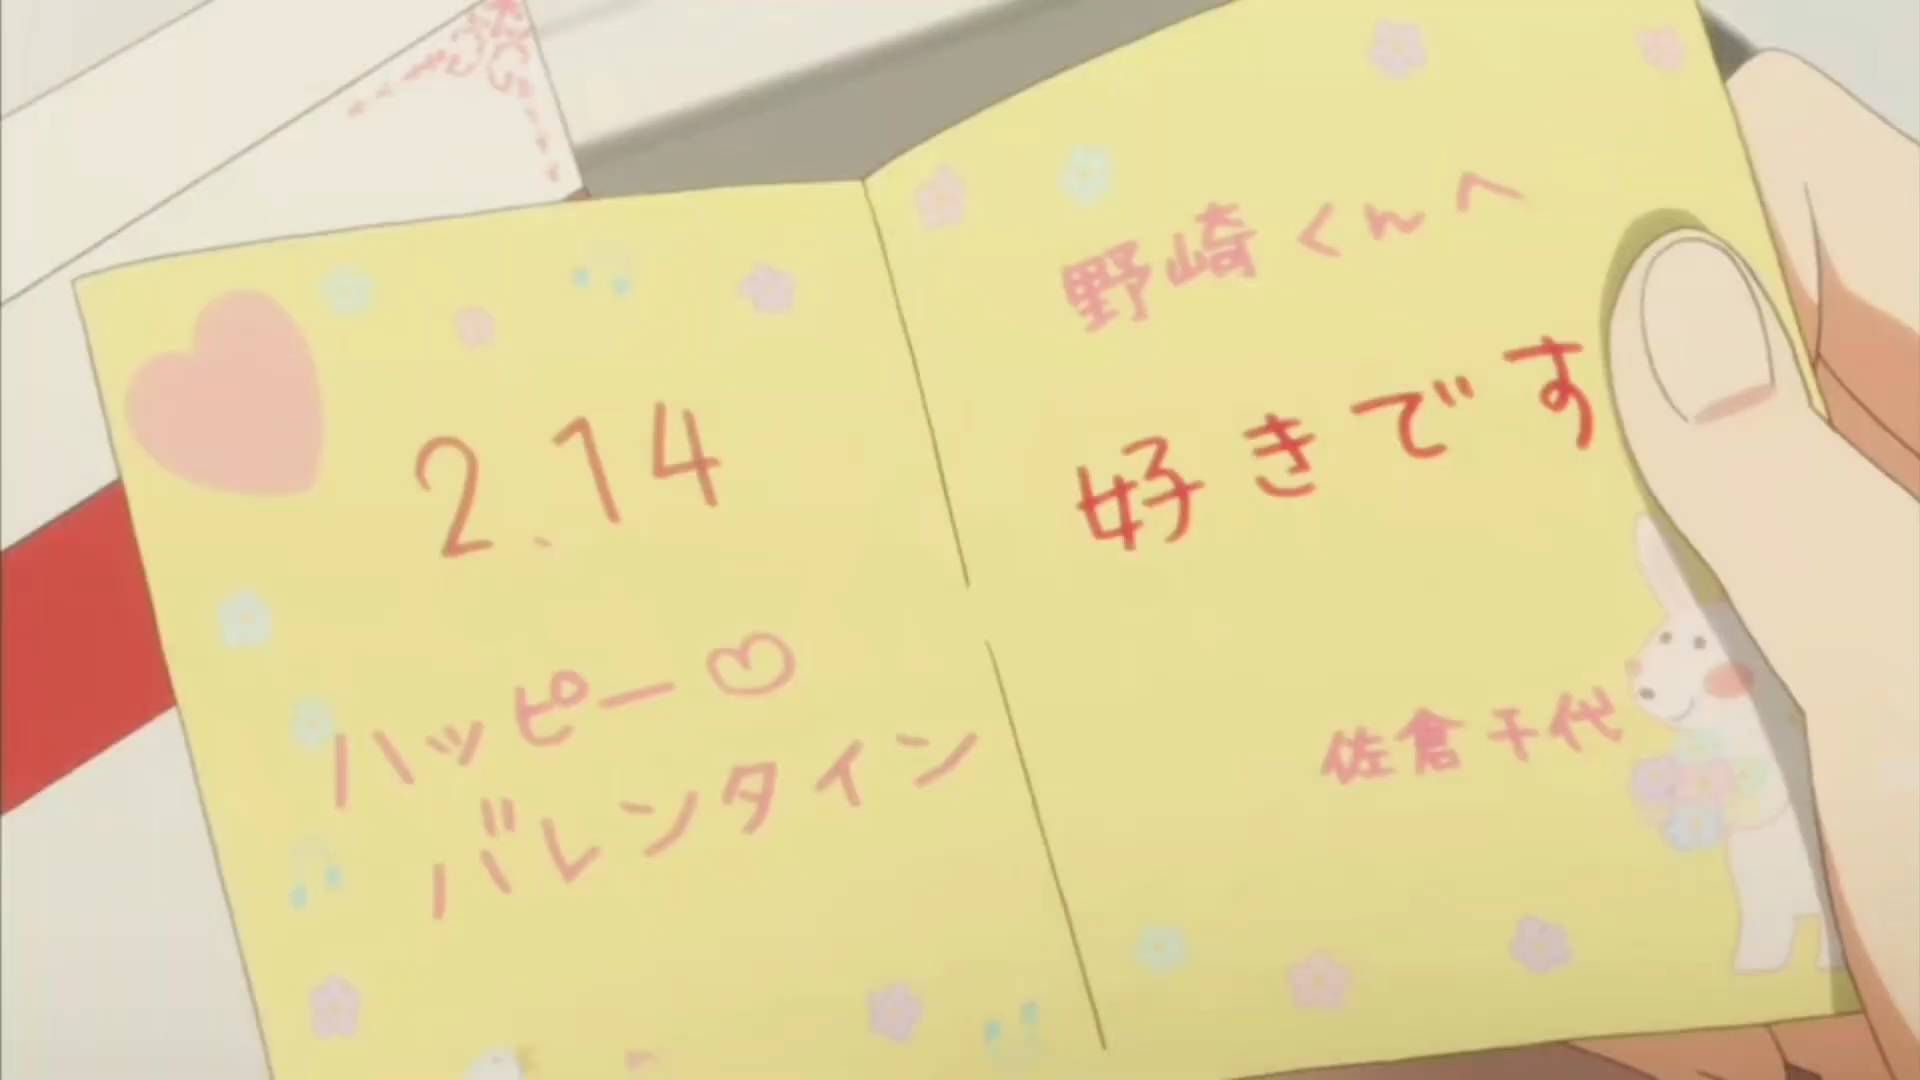 2.14
ハッピー♡
バレンタイン
野崎くんへ
好きです
佐倉千代